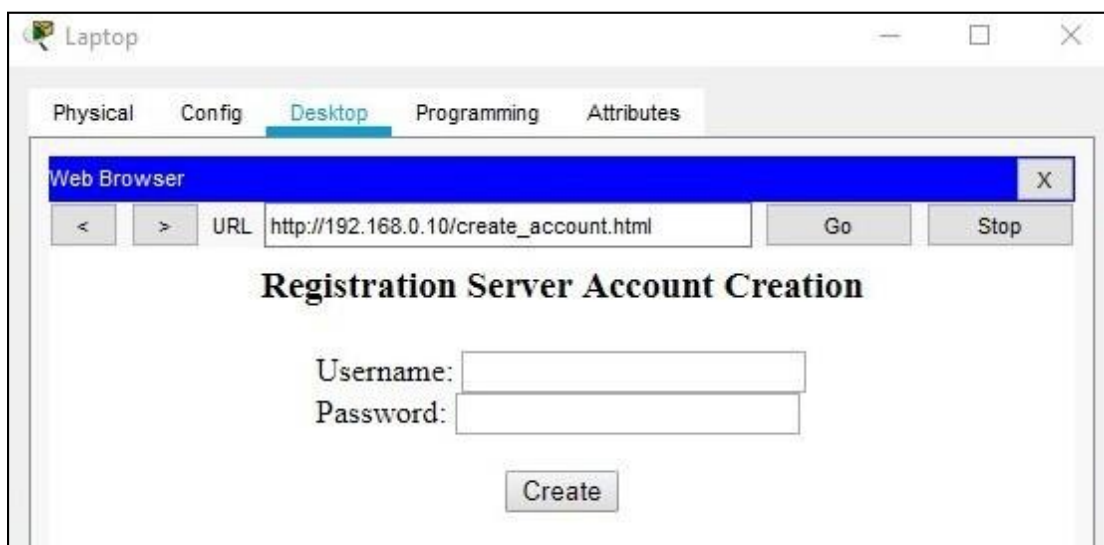 Laptop
Physical Config Desktop Programming Attributes
Web Browser X
< > URL http://192.168.0.10/create_account.html Go Stop
Registration Server Account Creation
Username:
Password:
Create